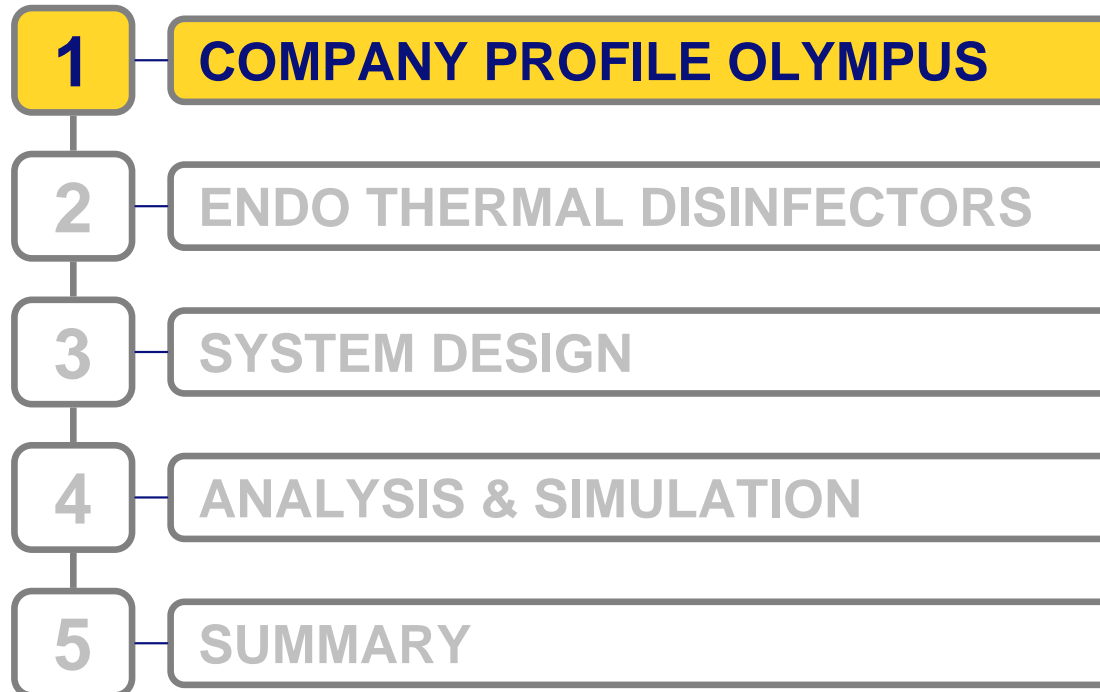 1 COMPANY PROFILE OLYMPUS
2 ENDO THERMAL DISINFECTORS
3 SYSTEM DESIGN
4 ANALYSIS & SIMULATION
5 SUMMARY